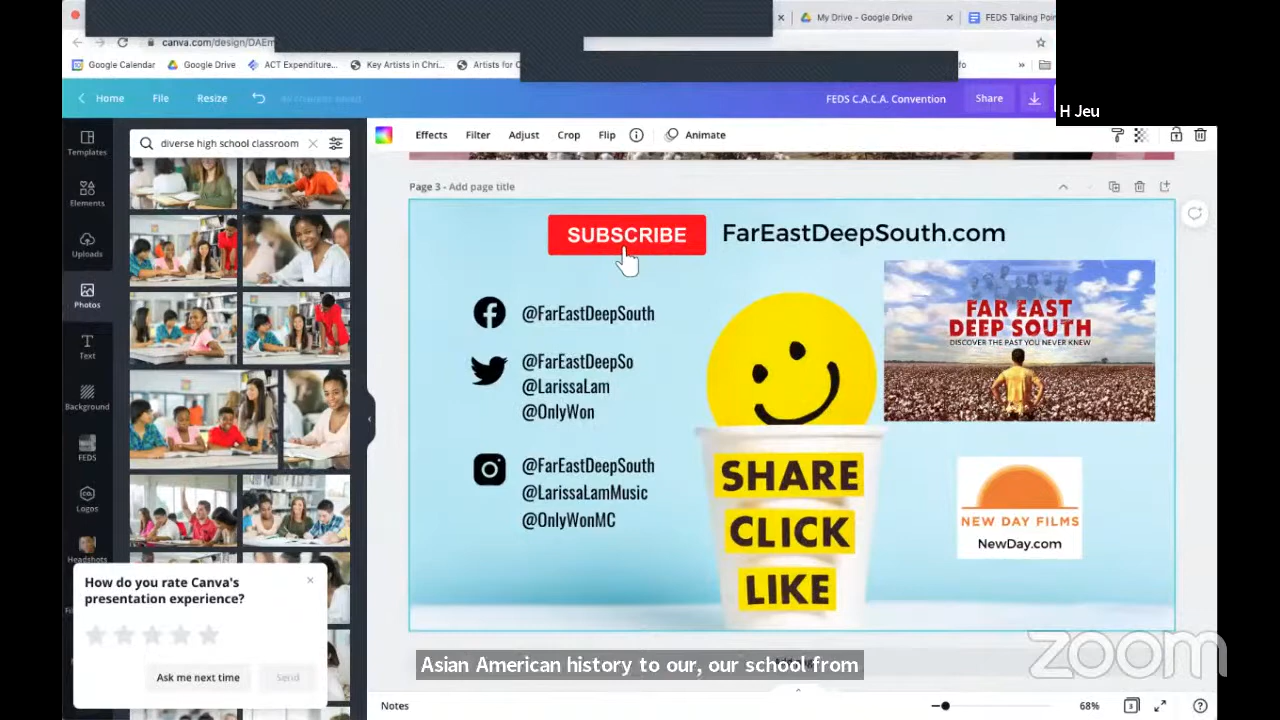 My Drive - Google Drive
FEDS Talking Poin
canva.com/design/DAEm
Google Calendar
Google Drive
ACT Expenditure...
Key Artists in Chri...
Artists for C
fo
»
Home
File
Resize
FEDS C.A.C.A. Convention
Share
H Jeu
Templates
Elements
Uploads
Photos
Text
Background
FEDS
Logos
Headshots
diverse high school classroom
Effects
Filter
Adjust
Crop
Flip
Animate
Page 3 - Add page title
SUBSCRIBE
FarEastDeepSouth.com
@FarEastDeepSouth
@FarEastDeepSo
@LarissaLam
@OnlyWon
@FarEastDeepSouth
@LarissaLamMusic
@OnlyWonMC
SHARE
CLICK
LIKE
FAR EAST
DEEP SOUTH
DISCOVER THE PAST YOU NEVER KNEW
NEW DAY FILMS
NewDay.com
How do you rate Canva's
presentation experience?
Ask me next time
Send
Asian American history to our, our school from
zoom
Notes
3
68%